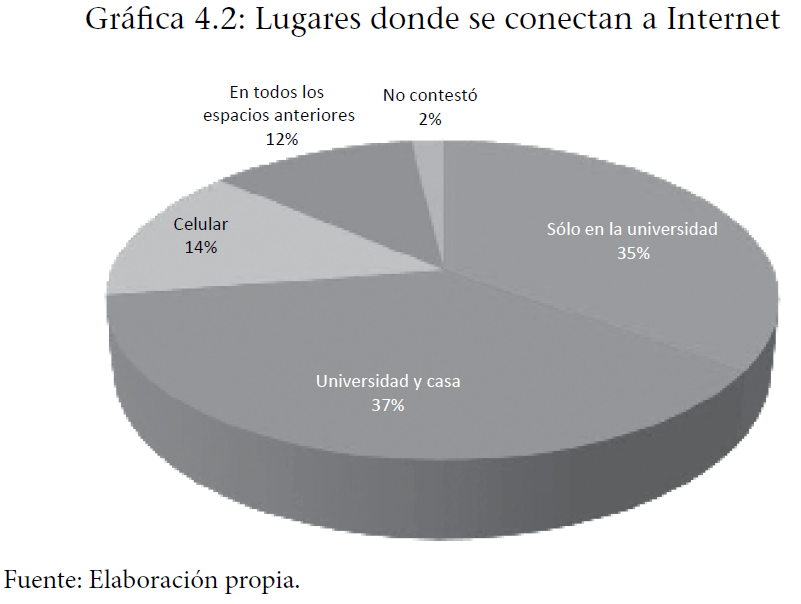 Gráfica 4.2: Lugares donde se conectan a Internet
En todos los
espacios anteriores
12%
No contestó
2%
Celular
14%
Sólo en la universidad
35%
Universidad y casa
37%
Fuente: Elaboración propia.